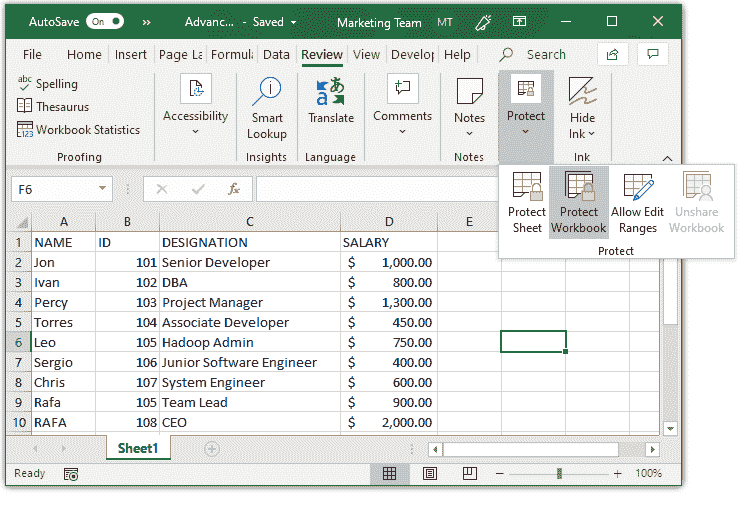 AutoSave On » Advanc... - Saved Marketing Team MT
File Home Insert Page La Formula Data Review View Develop Help Search
abc Spelling
Thesaurus
123 Workbook Statistics
Proofing
Accessibility
Smart Lookup
Insights
Translate
Language
Comments
Notes
Notes
Protect
Hide Ink
Ink
Protect Sheet
Protect Workbook
Allow Edit Ranges
Unshare Workbook
Protect
F6 fx
A B C D E
1 NAME ID DESIGNATION SALARY
2 Jon 101 Senior Developer $ 1,000.00
3 Ivan 102 DBA $ 800.00
4 Percy 103 Project Manager $ 1,300.00
5 Torres 104 Associate Developer $ 450.00
6 Leo 105 Hadoop Admin $ 750.00
7 Sergio 106 Junior Software Engineer $ 400.00
8 Chris 107 System Engineer $ 600.00
9 Rafa 105 Team Lead $ 900.00
10 RAFA 108 CEO $ 2,000.00
Sheet1
Ready 100%